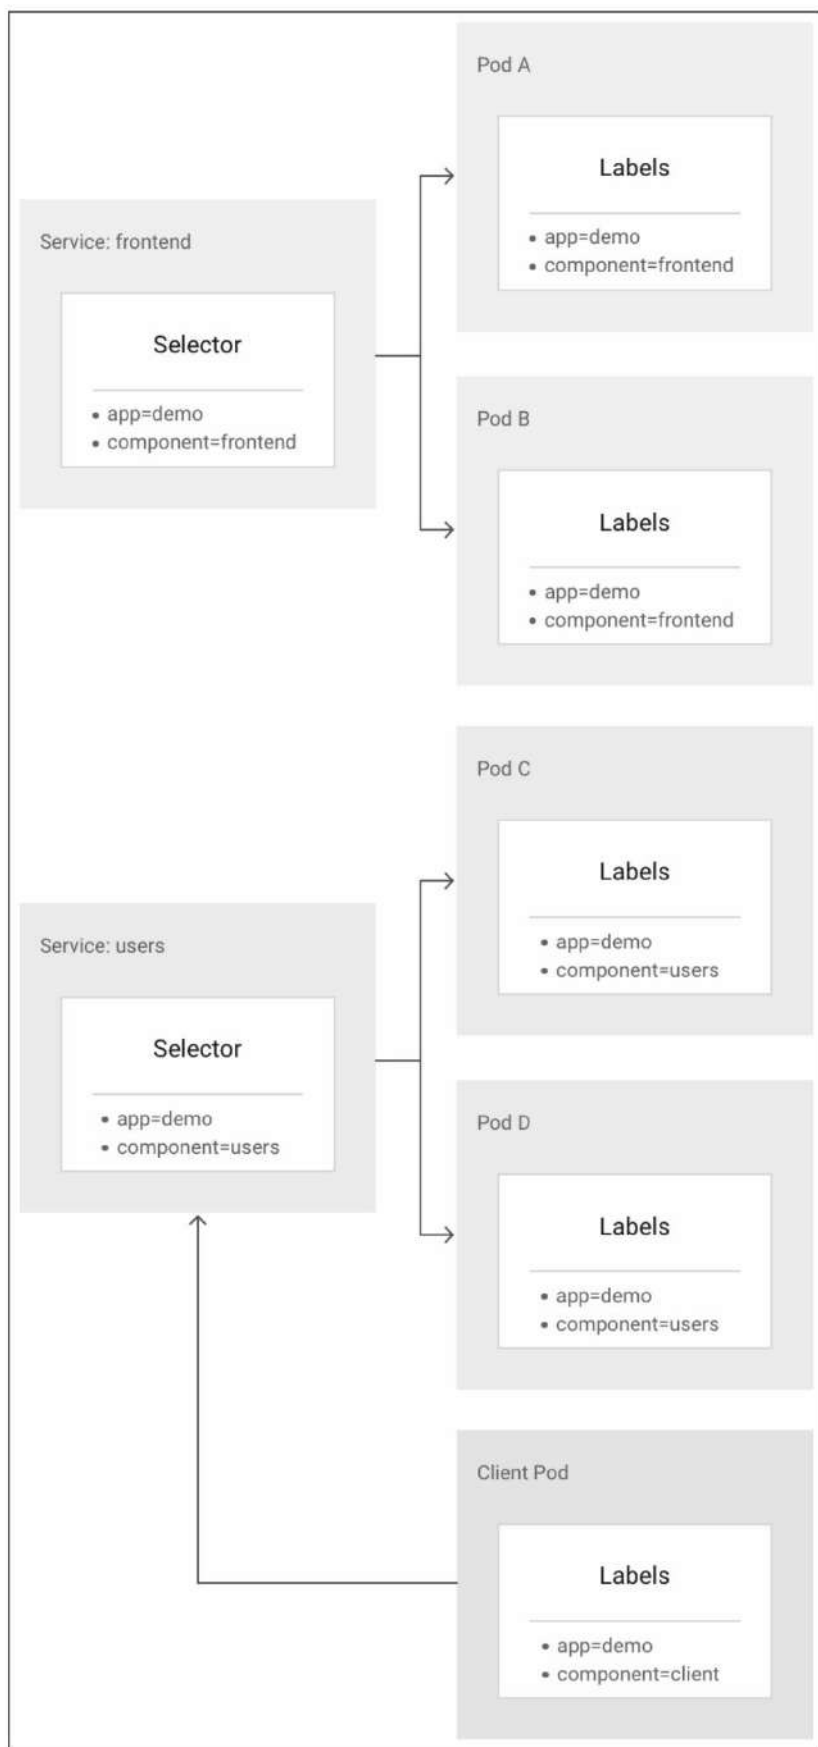 Pod A
Labels
• app=demo
• component=frontend
Service: frontend
Selector
• app=demo
• component=frontend
Pod B
Labels
• app=demo
• component=frontend
Pod C
Labels
• app=demo
• component=users
Service: users
Selector
• app=demo
• component=users
Pod D
Labels
• app=demo
• component=users
Client Pod
Labels
• app=demo
• component=client